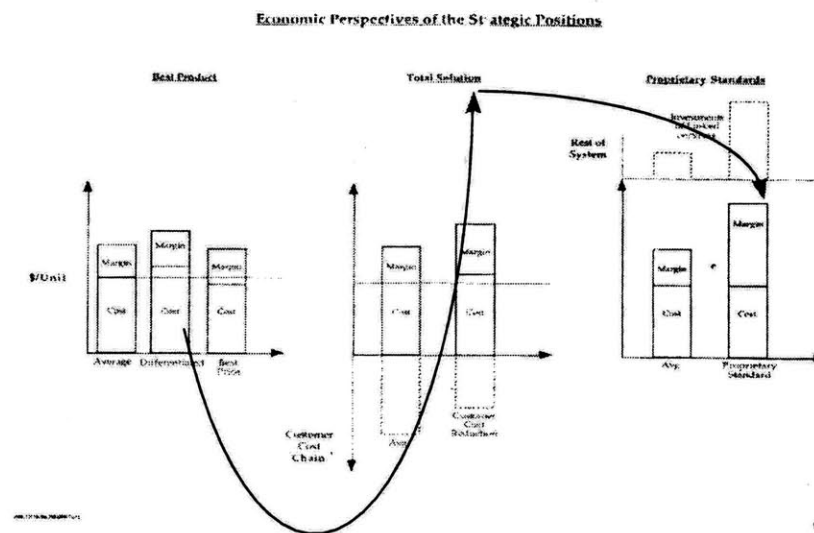 Economic Perspectives of the Strategic Positions
Best Product
Total Solution
Proprietary Standards
Investments
Rest of
System
$/Unit
Margin
Margin
Margin
Cost
Cost
Cost
Average
Differentiated
Best
Price
Margin
Margin
Cost
Cost
Customer
Cost
Chain
Avg
Customer
Cost
Reduction
Margin
Margin
Cost
Cost
Avg
Proprietary
Standard